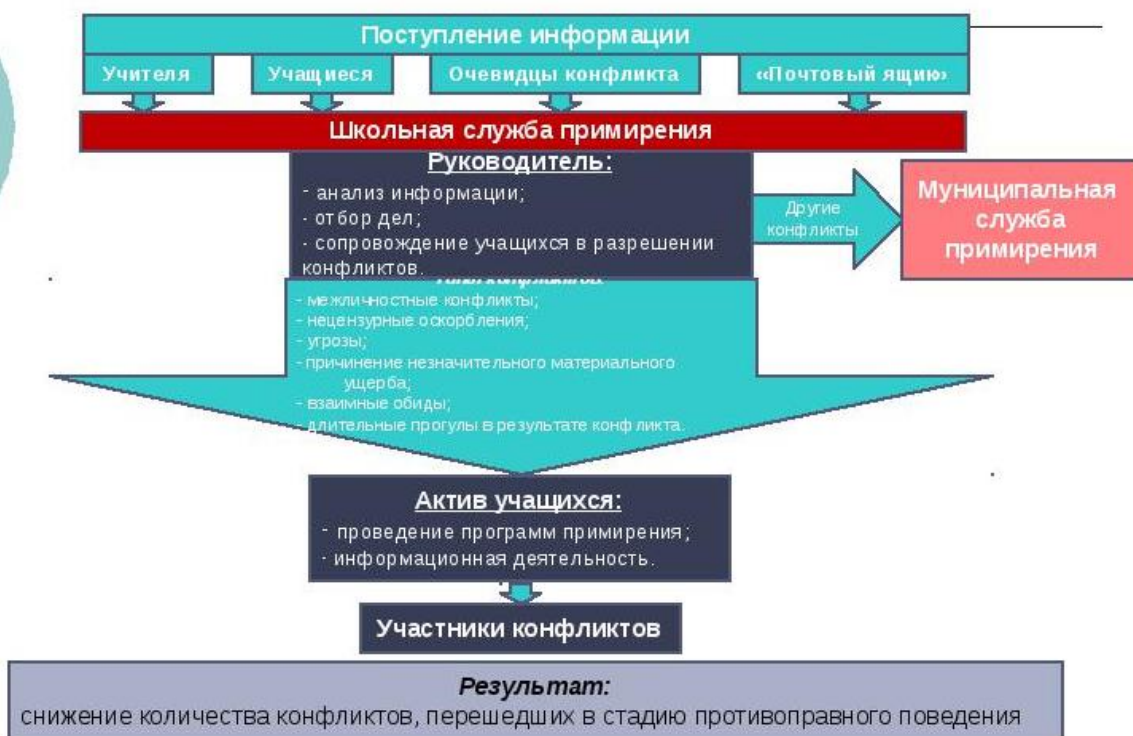 Поступление информации
Учителя
Учащиеся
Очевидцы конфликта
«Почтовый ящик»
Школьная служба примирения
Руководитель:
- анализ информации;
- отбор дел;
- сопровождение учащихся в разрешении
конфликтов.
Другие
конфликты
Муниципальная
служба
примирения
- межличностные конфликты;
- нецензурные оскорбления;
- угрозы;
- причинение незначительного материального
ущерба;
- взаимные обиды;
- длительные прогулы в результате конфликта.
Актив учащихся:
- проведение программ примирения;
- информационная деятельность.
Участники конфликтов
Результат:
снижение количества конфликтов, перешедших в стадию противоправного поведения